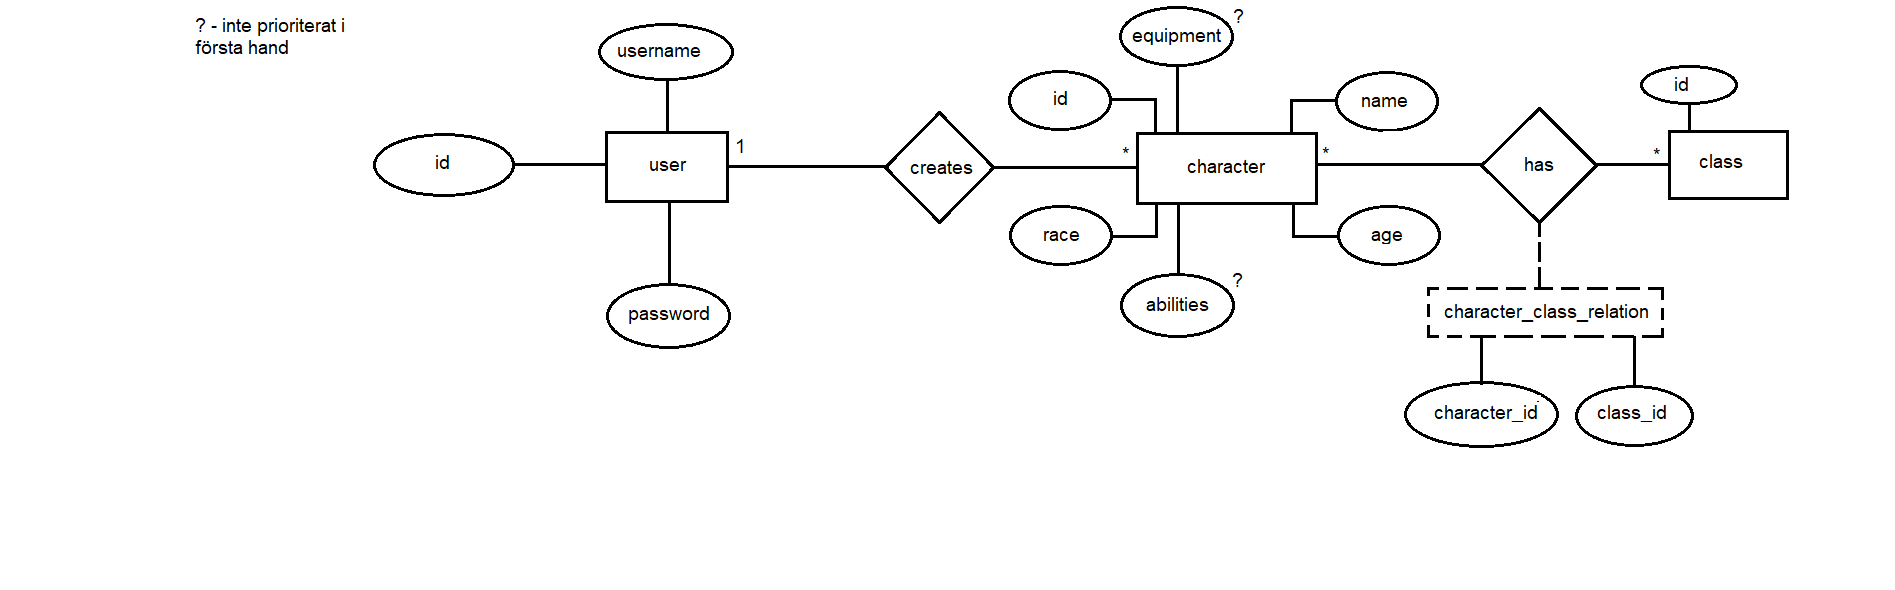 ? - inte prioriterat i
första hand
username
id
user
password
1
creates
*
equipment
?
id
name
character
race
age
abilities
?
*
has
*
id
class
character_class_relation
character_id
class_id